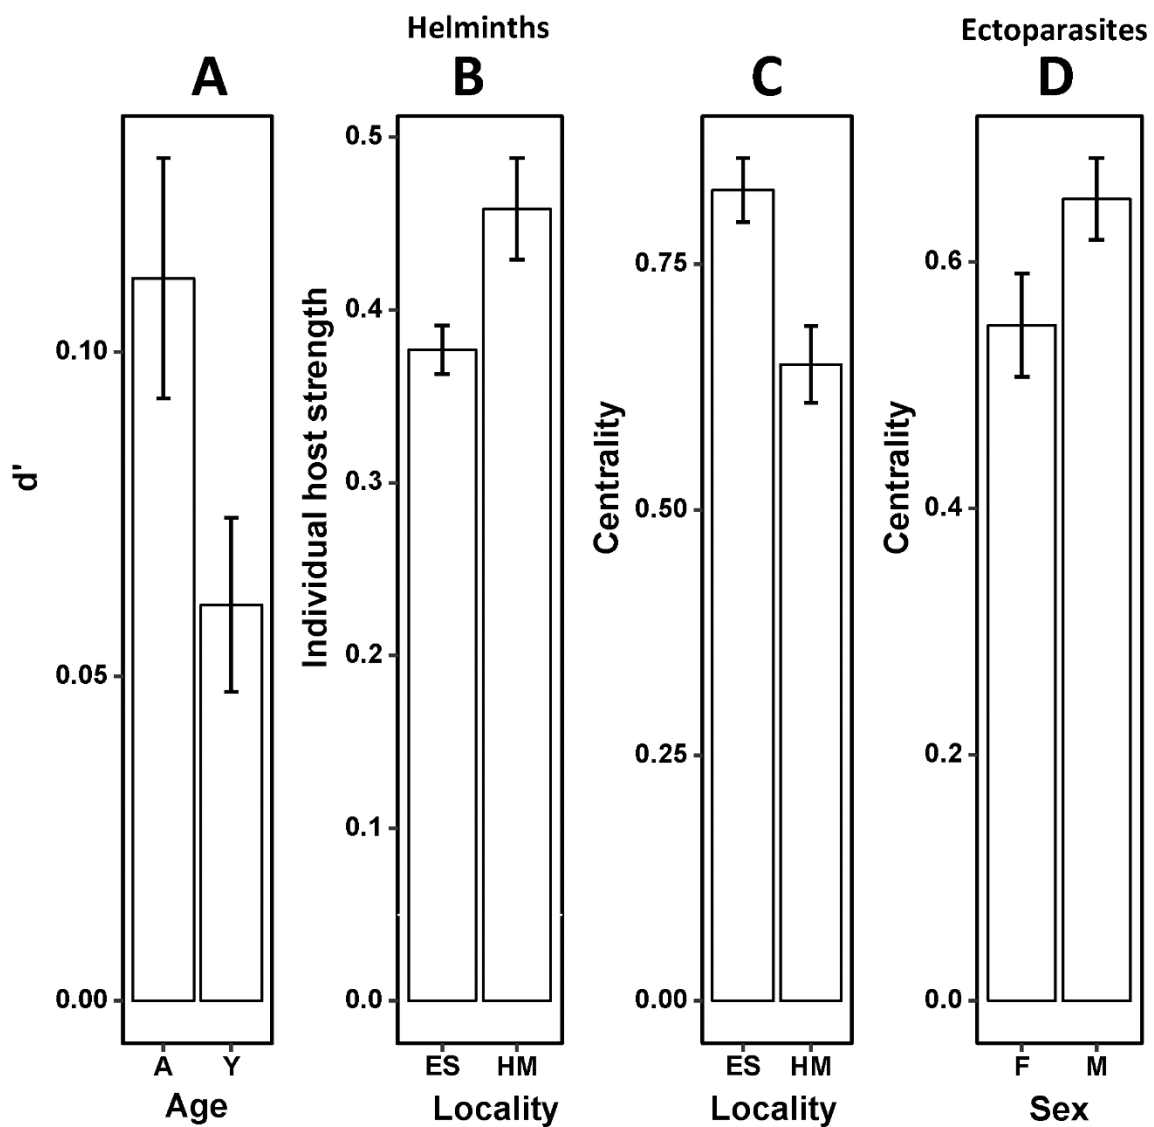 Helminths
Ectoparasites
A
B
C
D
d'
0.10
0.05
0.00
A
Y
Age
Individual host strength
0.5
0.4
0.3
0.2
0.1
0.0
ES
HM
Locality
Centrality
0.75
0.50
0.25
0.00
ES
HM
Locality
Centrality
0.6
0.4
0.2
0.0
F
M
Sex